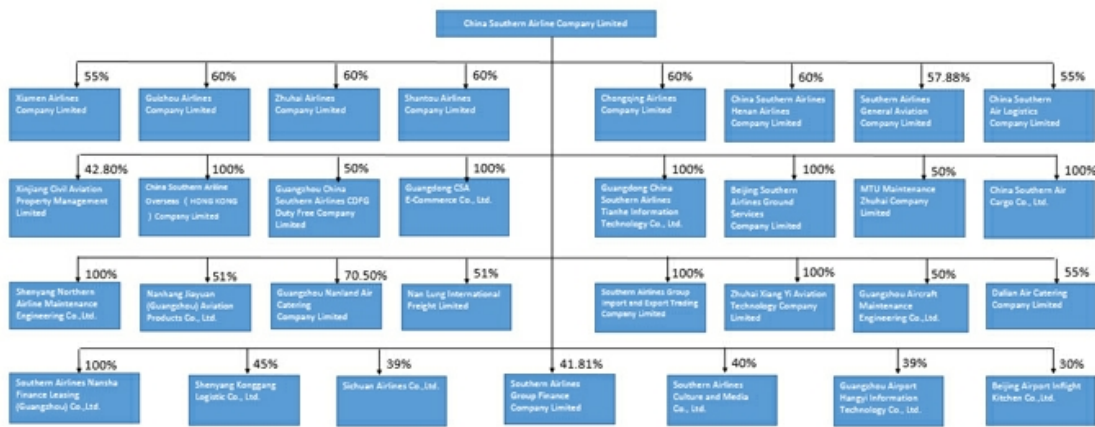 China Southern Airline Company Limited
55%
60%
60%
60%
60%
60%
57.88%
55%
Xiamen Airlines
Company Limited
Guizhou Airlines
Company Limited
Zhuhai Airlines
Company Limited
Shantou Airlines
Company Limited
Chongqing Airlines
Company Limited
China Southern Airlines
Henan Airlines
Company Limited
Southern Airlines
General Aviation
Company Limited
China Southern
Air Logistics
Company Limited
42.80%
100%
50%
100%
100%
100%
50%
100%
Xinjiang Civil Aviation
Property Management
Limited
China Southern Airline
Overseas ( HONG KONG
) Company Limited
Guangzhou China
Southern Airlines CDFG
Duty Free Company
Limited
Guangdong CSA
E-Commerce Co., Ltd.
Guangdong China
Southern Airlines
Tianhe Information
Technology Co., Ltd.
Beijing Southern
Airlines Ground
Services
Company Limited
MTU Maintenance
Zhuhai Company
Limited
China Southern Air
Cargo Co., Ltd.
100%
51%
70.50%
51%
100%
100%
50%
55%
Shenyang Northern
Airline Maintenance
Engineering Co.,Ltd.
Nanhang Jiayuan
(Guangzhou) Aviation
Products Co., Ltd.
Guangzhou Nanland Air
Catering
Company Limited
Nan Lung International
Freight Limited
Southern Airlines Group
Import and Export Trading
Company Limited
Zhuhai Xiang Yi Aviation
Technology Company
Limited
Guangzhou Aircraft
Maintenance
Engineering Co.,Ltd.
Dalian Air Catering
Company Limited
100%
45%
39%
41.81%
40%
39%
30%
Southern Airlines Nansha
Finance Leasing
(Guangzhou) Co.,Ltd.
Shenyang Konggang
Logistic Co., Ltd.
Sichuan Airlines Co.,Ltd.
Southern Airlines
Group Finance
Company Limited
Southern Airlines
Culture and Media
Co., Ltd.
Guangzhou Airport
Hangyi Information
Technology Co., Ltd.
Beijing Airport Inflight
Kitchen Co.,Ltd.